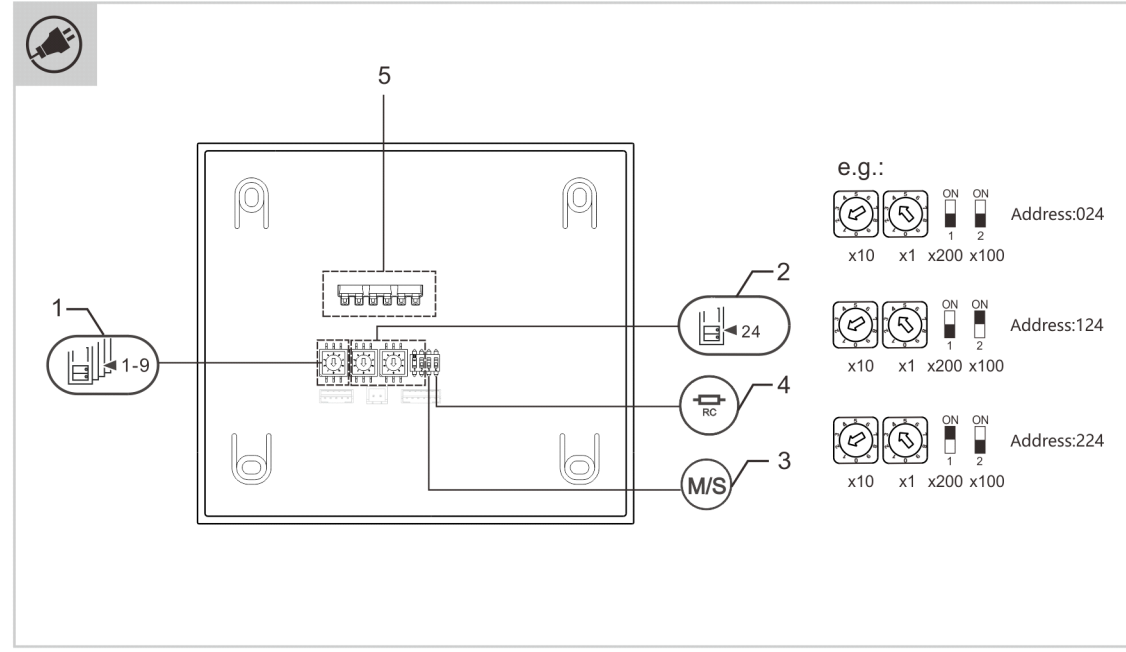 5
1
1-9
2
24
4
RC
3
M/S
e.g.:
ON ON
1 2
Address:024
x10 x1 x200 x100
ON ON
1 2
Address:124
x10 x1 x200 x100
ON ON
1 2
Address:224
x10 x1 x200 x100